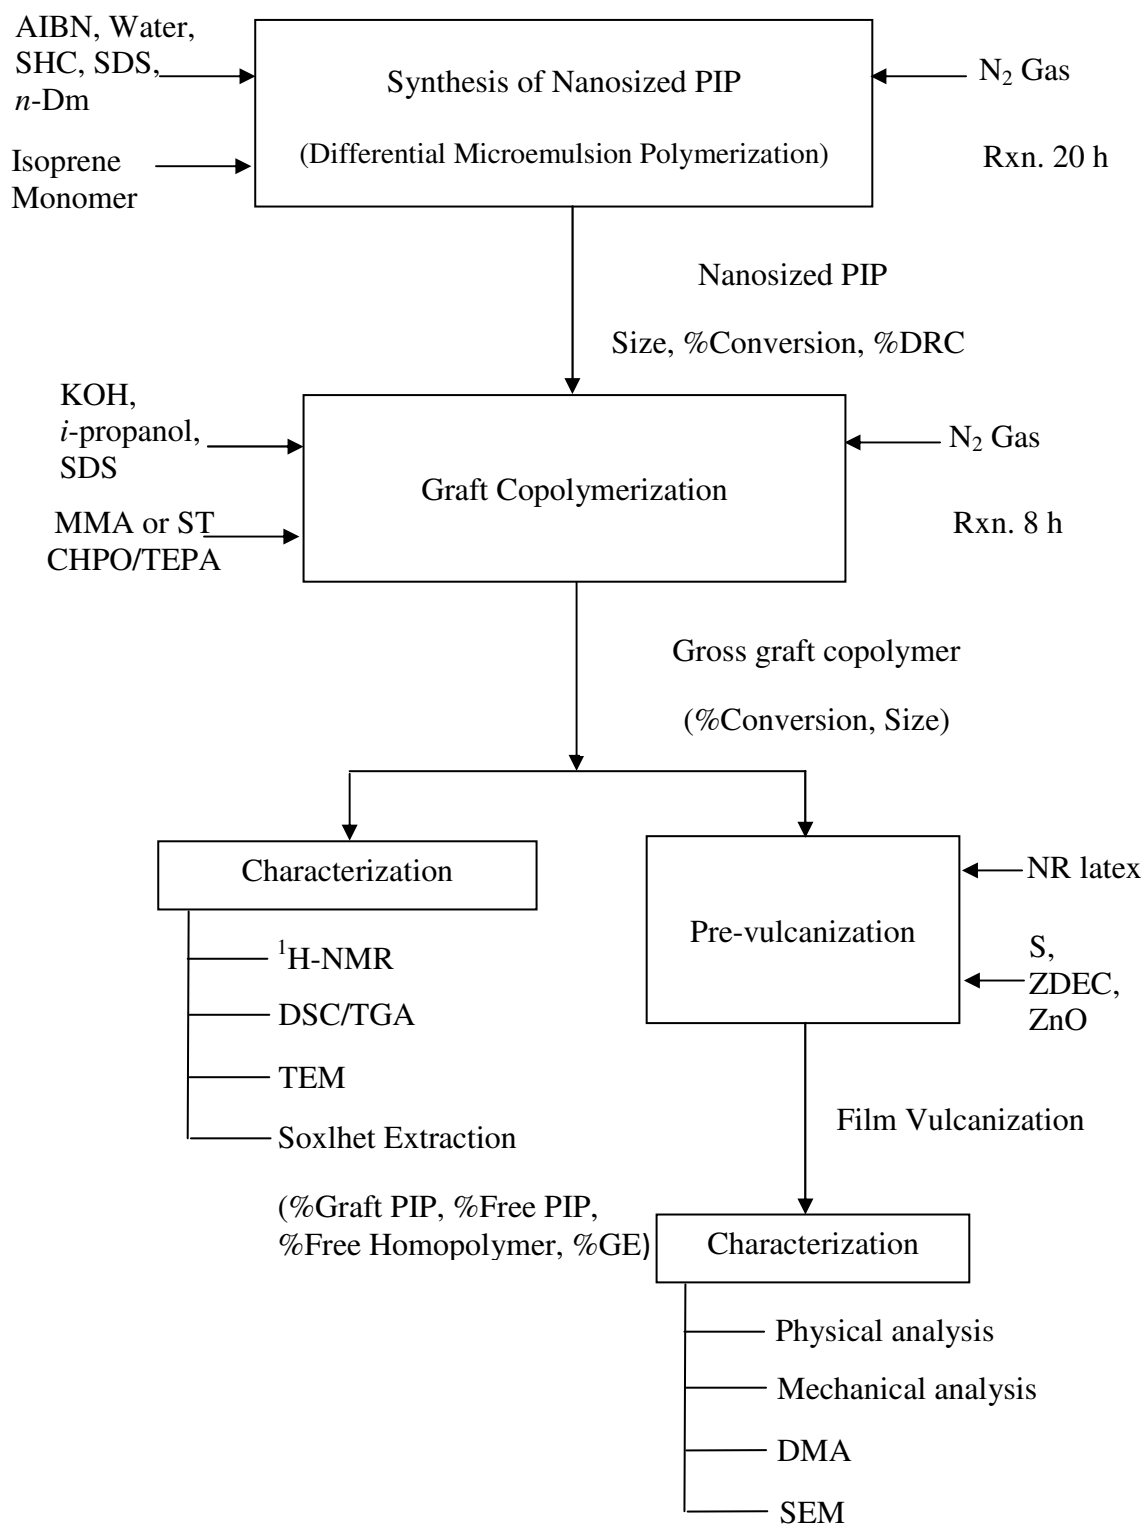 AIBN, Water,
SHC, SDS,
n-Dm
Isoprene
Monomer
Synthesis of Nanosized PIP
(Differential Microemulsion Polymerization)
N2 Gas
Rxn. 20 h
Nanosized PIP
Size, %Conversion, %DRC
KOH,
i-propanol,
SDS
MMA or ST
CHPO/TEPA
Graft Copolymerization
N2 Gas
Rxn. 8 h
Gross graft copolymer
(%Conversion, Size)
Characterization
1H-NMR
DSC/TGA
TEM
Soxlhet Extraction
(%Graft PIP, %Free PIP,
%Free Homopolymer, %GE)
Pre-vulcanization
NR latex
S,
ZDEC,
ZnO
Film Vulcanization
Characterization
Physical analysis
Mechanical analysis
DMA
SEM